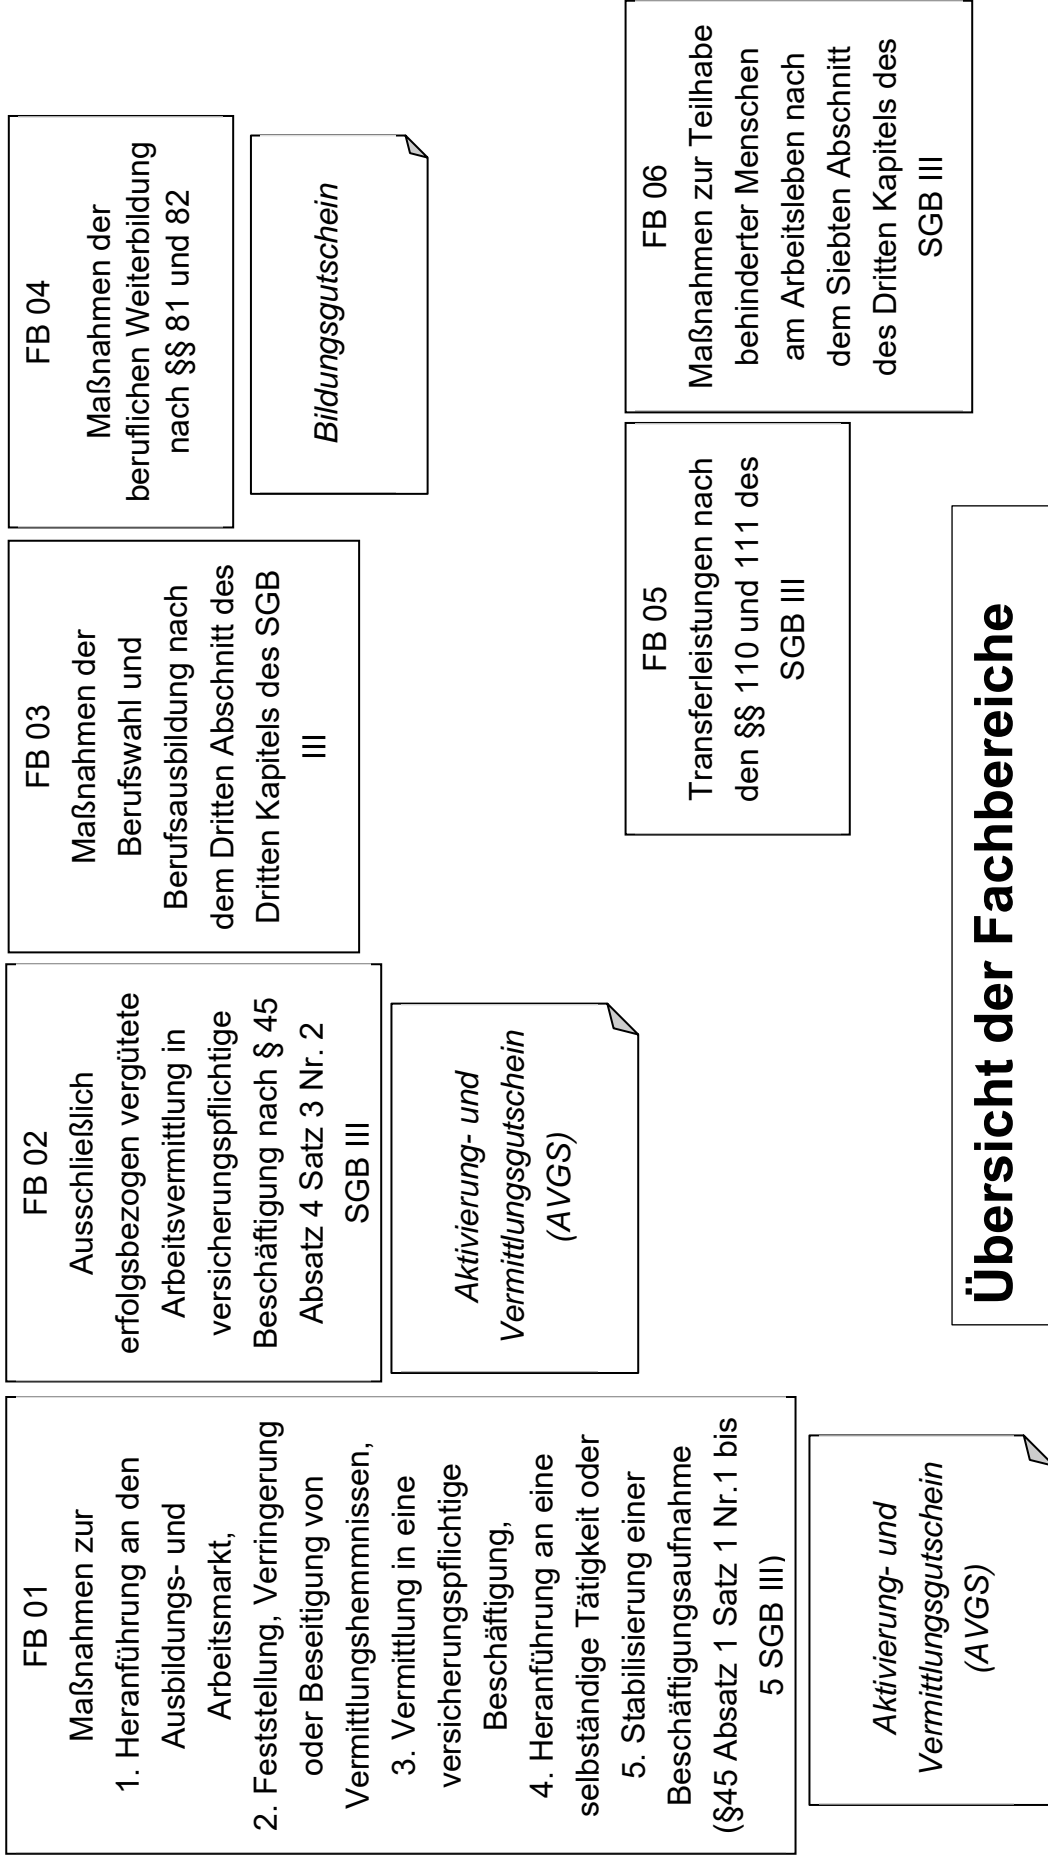 FB 01
Maßnahmen zur
1. Heranführung an den
Ausbildungs- und
Arbeitsmarkt,
2. Feststellung, Verringerung
oder Beseitigung von
Vermittlungshemmnissen,
3. Vermittlung in eine
versicherungspflichtige
Beschäftigung,
4. Heranführung an eine
selbständige Tätigkeit oder
5. Stabilisierung einer
Beschäftigungsaufnahme
(§45 Absatz 1 Satz 1 Nr.1 bis
5 SGB III)
Aktivierung- und
Vermittlungsgutschein
(AVGS)
FB 02
Ausschließlich
erfolgsbezogen vergütete
Arbeitsvermittlung in
versicherungspflichtige
Beschäftigung nach § 45
Absatz 4 Satz 3 Nr. 2
SGB III
Aktivierung- und
Vermittlungsgutschein
(AVGS)
FB 03
Maßnahmen der
Berufswahl und
Berufsausbildung nach
dem Dritten Abschnitt des
Dritten Kapitels des SGB
III
FB 04
Maßnahmen der
beruflichen Weiterbildung
nach §§ 81 und 82
Bildungsgutschein
FB 05
Transferleistungen nach
den §§ 110 und 111 des
SGB III
FB 06
Maßnahmen zur Teilhabe
behinderter Menschen
am Arbeitsleben nach
dem Siebten Abschnitt
des Dritten Kapitels des
SGB III
Übersicht der Fachbereiche